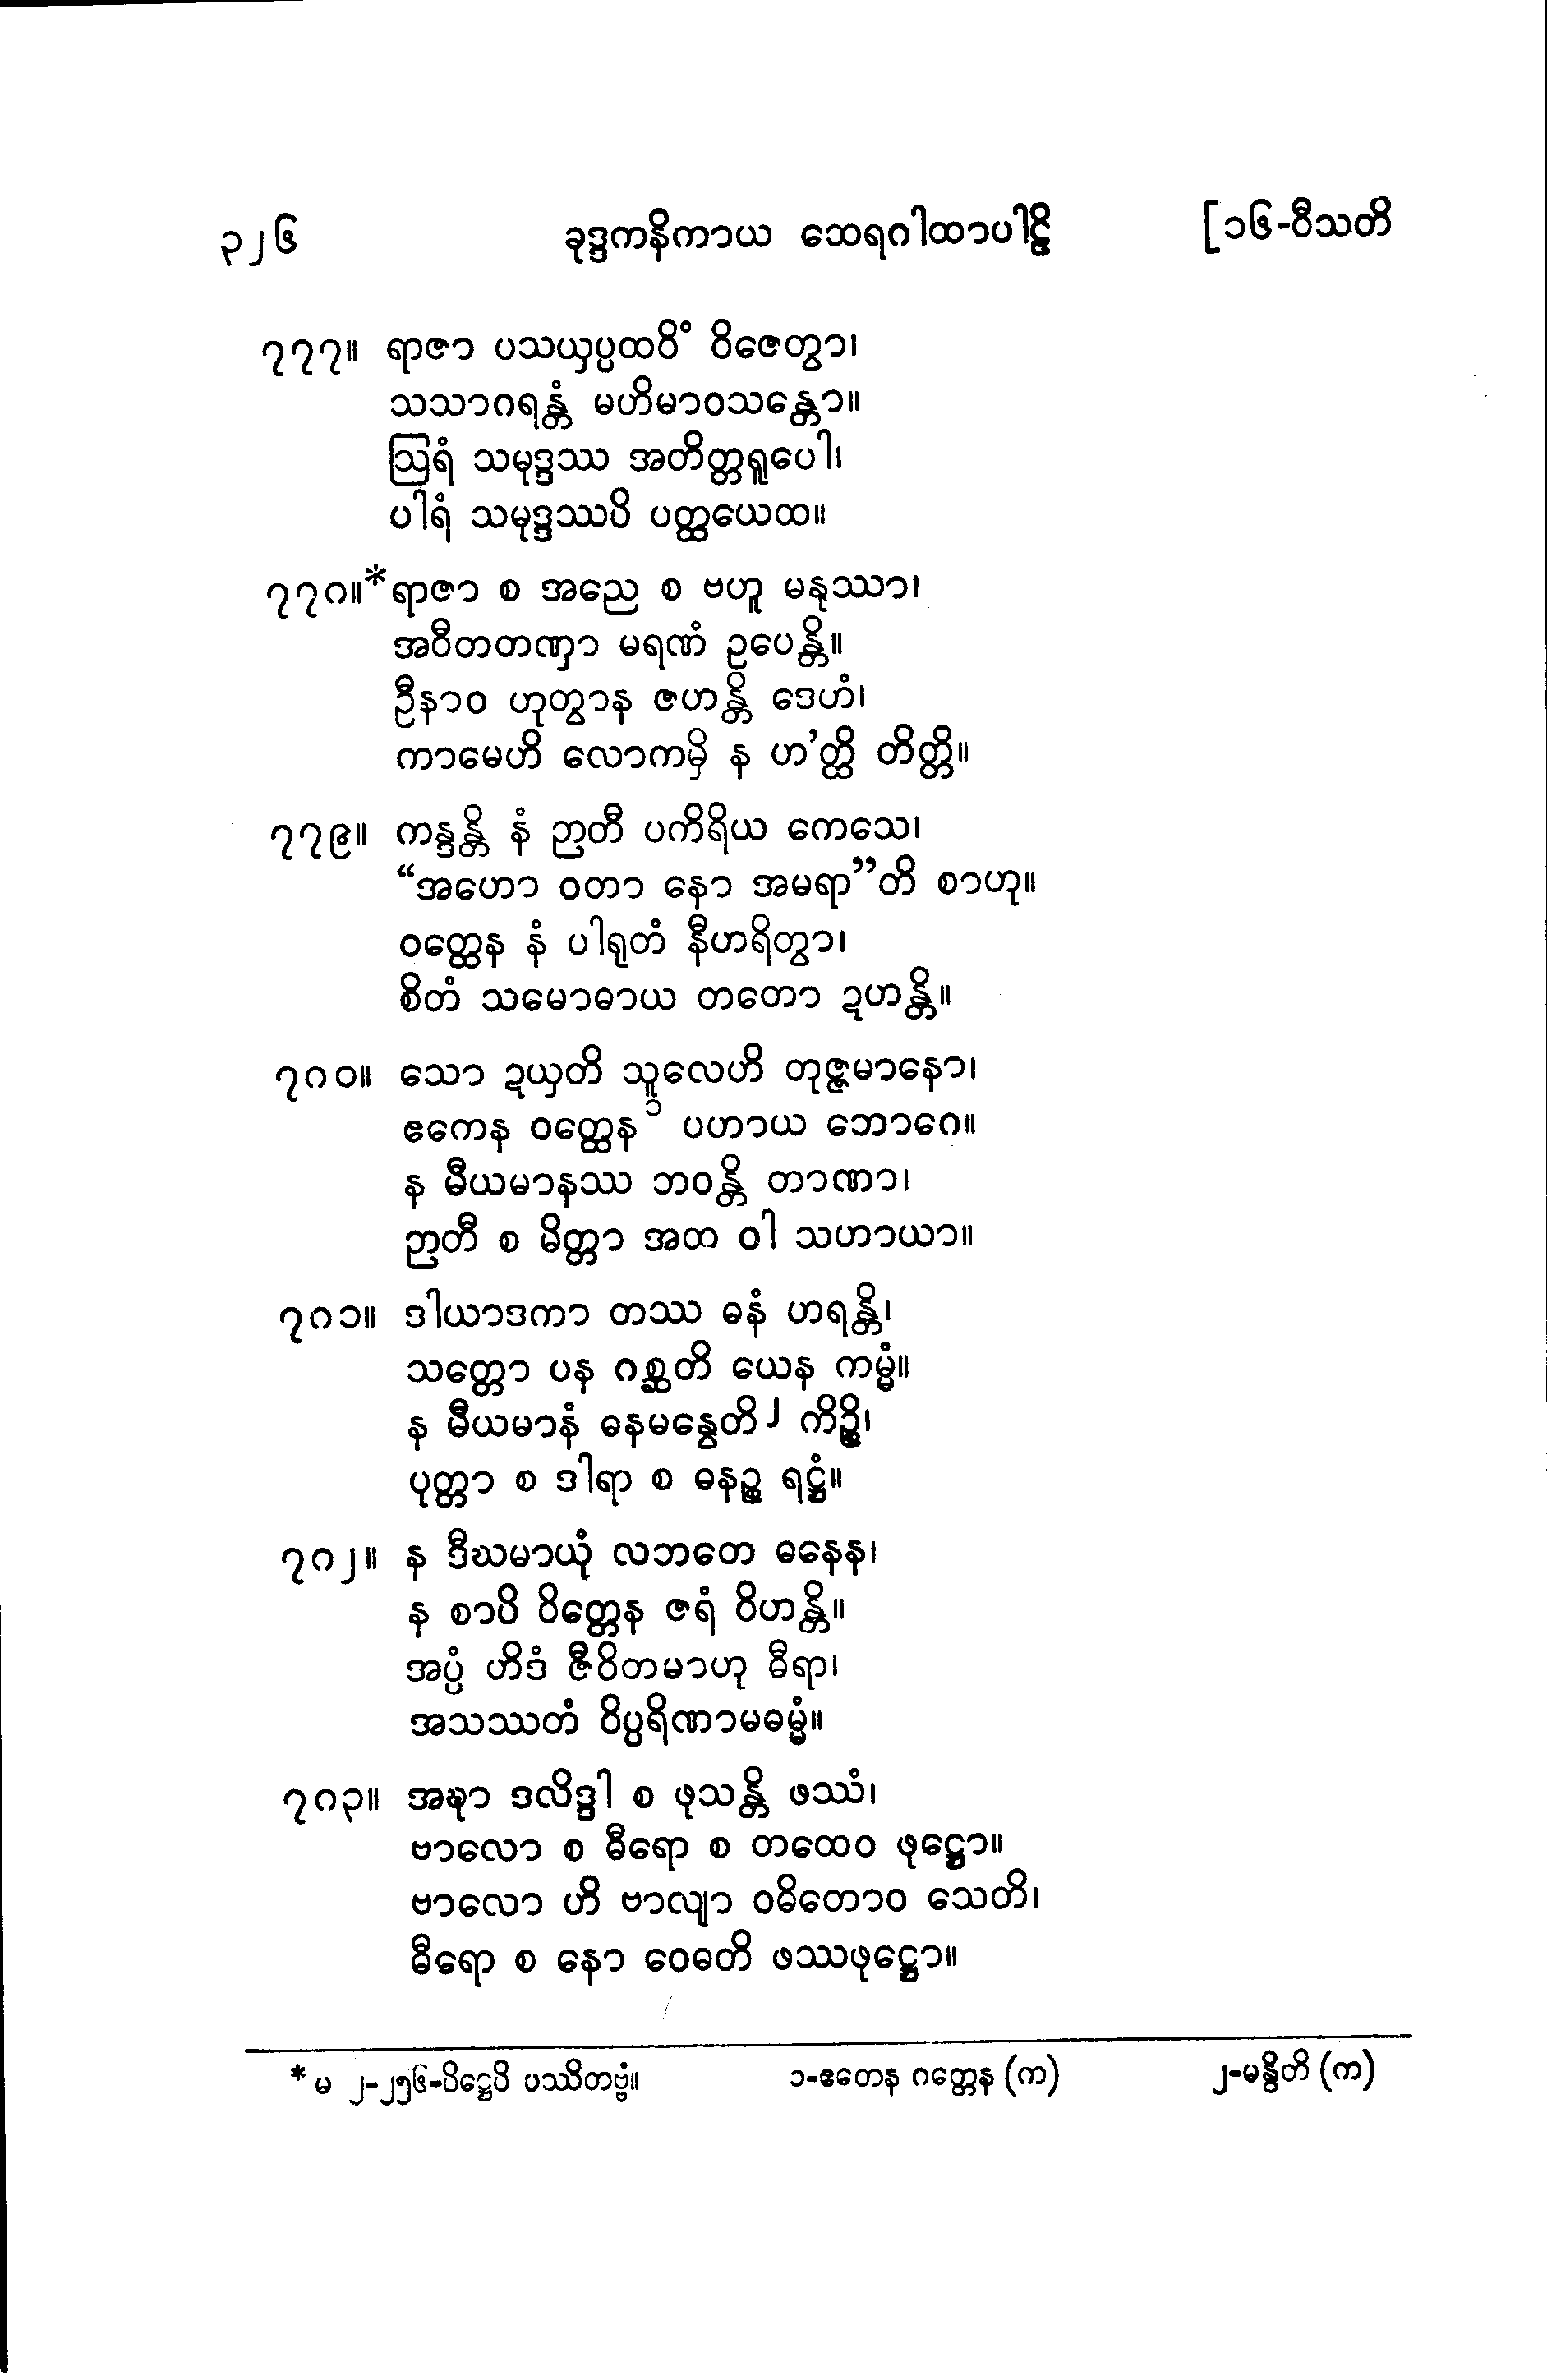 ၃၂၆ ခုဒ္ဒကနိကာယ ထေရဂါထာပါဠိ [၁၆-ဝီသတိ
၇၇၇။ ရာဇာ ပသယှပ္ပထဝိံ ဝိဇေတွာ၊
သသာဂရန္တံ မဟိမာဝသန္တော။
ဩရံ သမုဒ္ဒဿ အတိတ္တရူပေါ၊
ပါရံ သမုဒ္ဒဿပိ ပတ္ထယေထ။
၇၇၈။* ရာဇာ စ အညေ စ ဗဟူ မနုဿာ၊
အဝီတတဏှာ မရဏံ ဥပေန္တိ။
ဦနာဝ ဟုတွာန ဇဟန္တိ ဒေဟံ၊
ကာမေဟိ လောကမှိ န ဟ’တ္ထိ တိတ္တိ။
၇၇၉။ ကန္ဒန္တိ နံ ဉာတီ ပကိရိယ ကေသေ၊
“အဟော ဝတာ နော အမရာ”တိ စာဟု။
ဝတ္ထေန နံ ပါရုတံ နီဟရိတွာ၊
စိတံ သမောဓာယ တတော ဍဟန္တိ။
၇၈၀။ သော ဍယှတိ သူလေဟိ တုဇ္ဇမာနော၊
ဧကေန ဝတ္ထေန ၁ ပဟာယ ဘောဂေ။
န မီယမာနဿ ဘဝန္တိ တာဏာ၊
ဉာတီ စ မိတ္တာ အထ ဝါ သဟာယာ။
၇၈၁။ ဒါယာဒကာ တဿ ဓနံ ဟရန္တိ၊
သတ္တော ပန ဂစ္ဆတိ ယေန ကမ္မံ။
န မီယမာနံ ဓနမန္ဝေတိ ၂ ကိဉ္စိ၊
ပုတ္တာ စ ဒါရာ စ ဓနဉ္စ ရဋ္ဌံ။
၇၈၂။ န ဒီဃမာယုံ လဘတေ ဓနေန၊
န စာပိ ဝိတ္တေန ဇရံ ဝိဟန္တိ။
အပ္ပံ ဟိဒံ ဇီဝိတမာဟု ဓီရာ၊
အသဿတံ ဝိပ္ပရိဏာမဓမ္မံ။
၇၈၃။ အဍ္ဎာ ဒလိဒ္ဒါ စ ဖုသန္တိ ဖဿံ၊
ဗာလော စ ဓီရော စ တထေဝ ဖုဋ္ဌော။
ဗာလော ဟိ ဗာလျာ ဝဓိတောဝ သေတိ၊
ဓီရော စ နော ဝေဓတိ ဖဿဖုဋ္ဌော။
* မ ၂-၂၅၆-ပိဋ္ဌေပိ ပဿိတဗ္ဗံ။ ၁-ဧတေန ဂတ္တေန (က) ၂-မန္ဝိတိ (က)